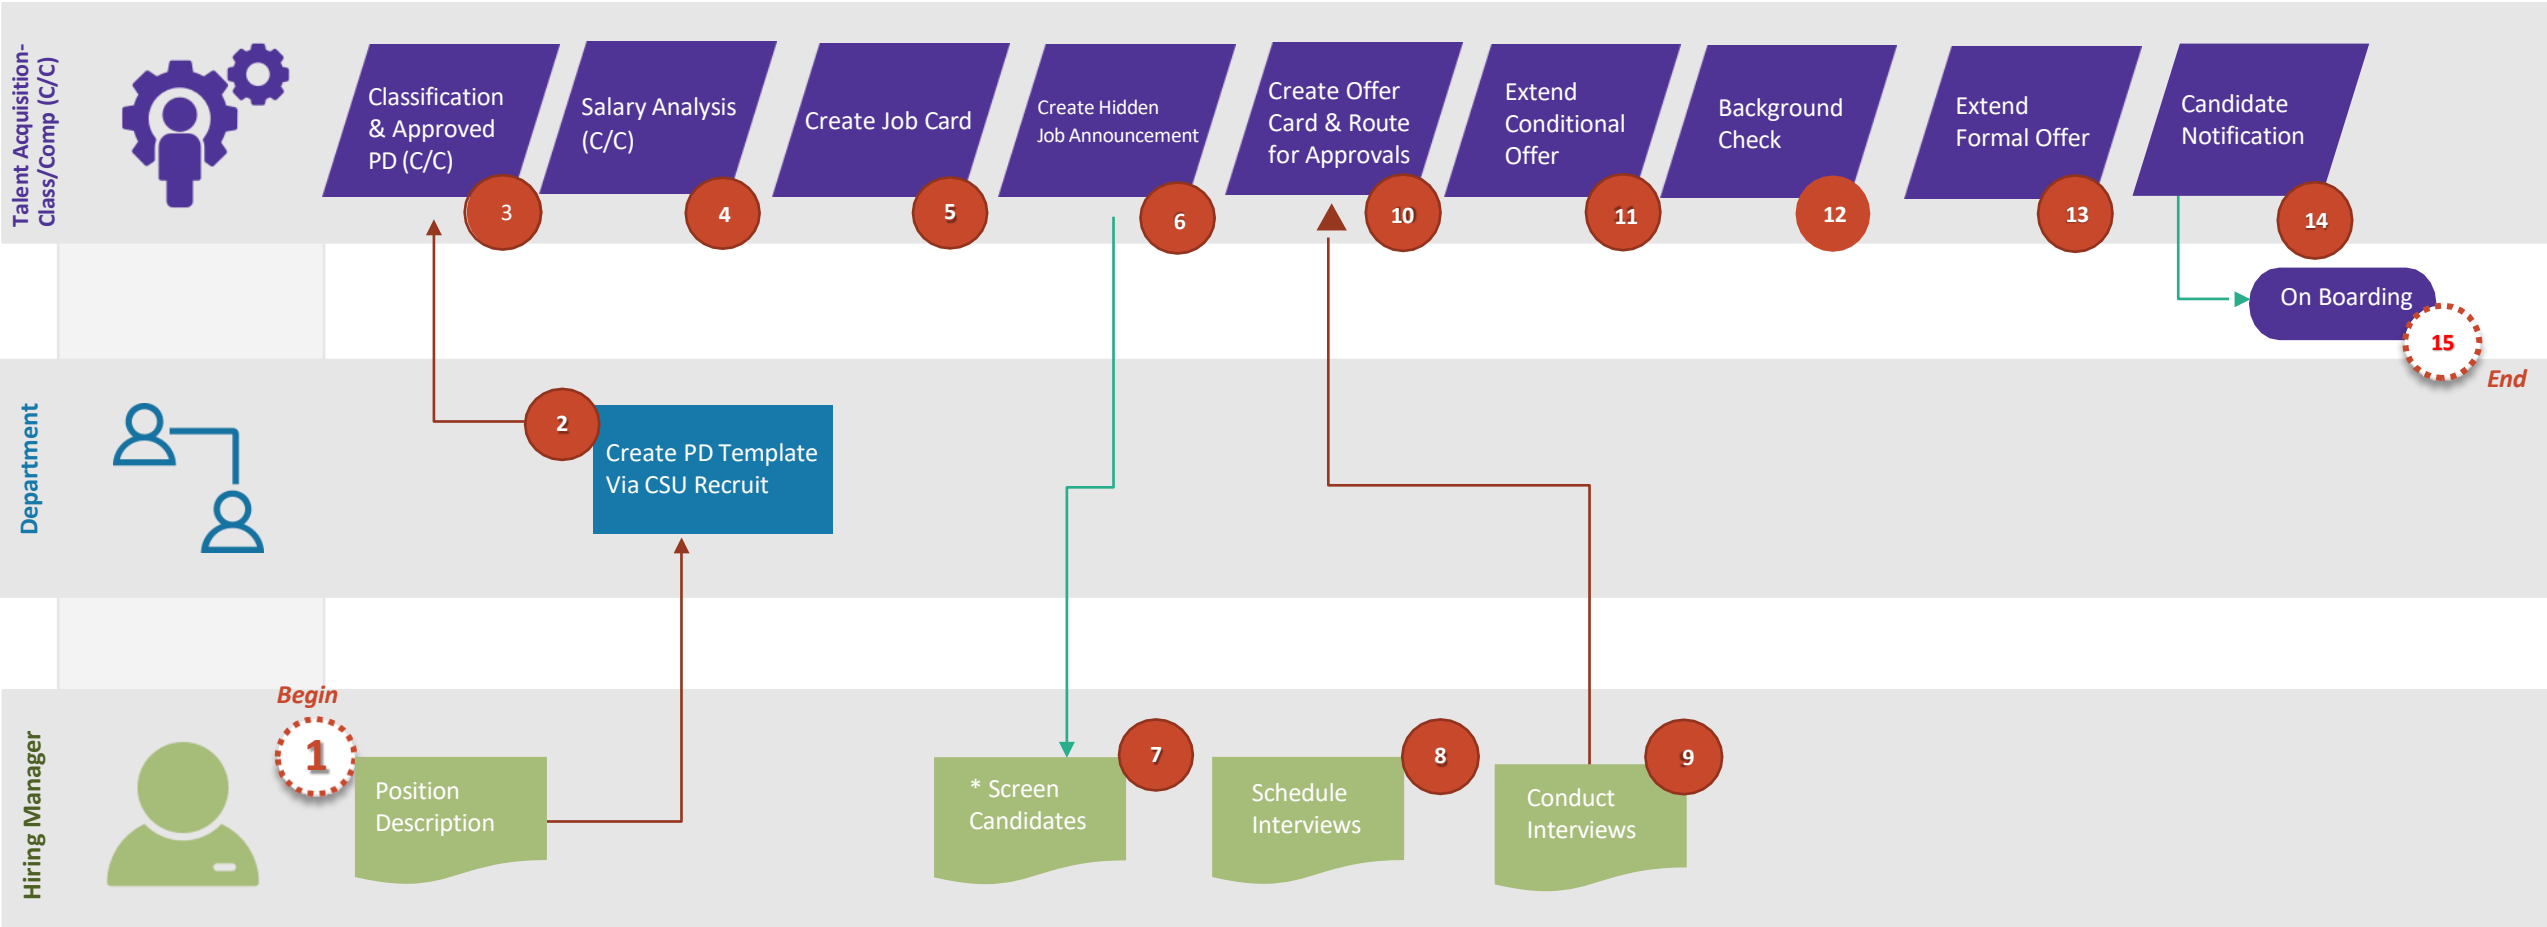 Talent Acquisition-
Class/Comp (C/C)
Classification
& Approved
PD (C/C)
3
Salary Analysis
(C/C)
4
Create Job Card
5
Create Hidden
Job Announcement
6
Create Offer
Card & Route
for Approvals
10
Extend
Conditional
Offer
11
Background
Check
12
Extend
Formal Offer
13
Candidate
Notification
14
On Boarding
15
End
Department
2
Create PD Template
Via CSU Recruit
Hiring Manager
Begin
1
Position
Description
* Screen
Candidates
7
Schedule
Interviews
8
Conduct
Interviews
9